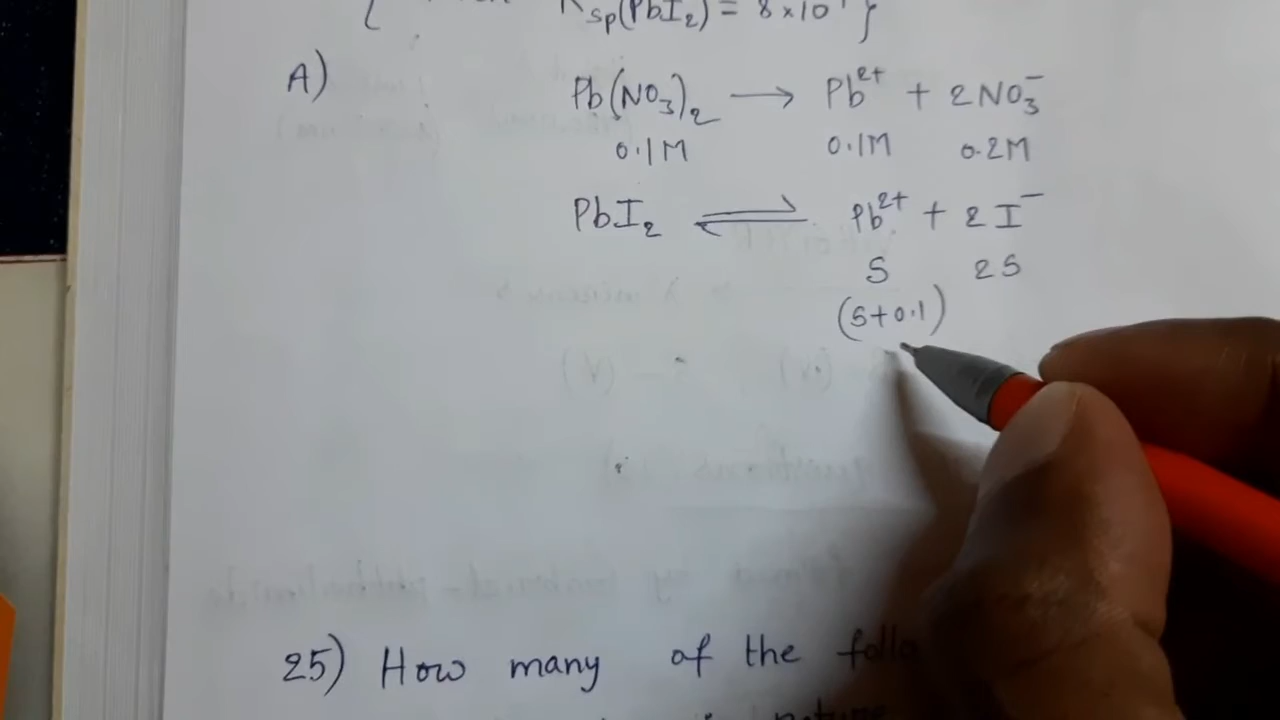 Ksp(PbI₂) = 8×10 }
A) Pb(NO₃)₂ ⟶ Pb²⁺ + 2NO₃⁻
0.1M 0.1M 0.2M
PbI₂ ⇌ Pb²⁺ + 2I⁻
S 2S
(S+0.1)
25) How many of the